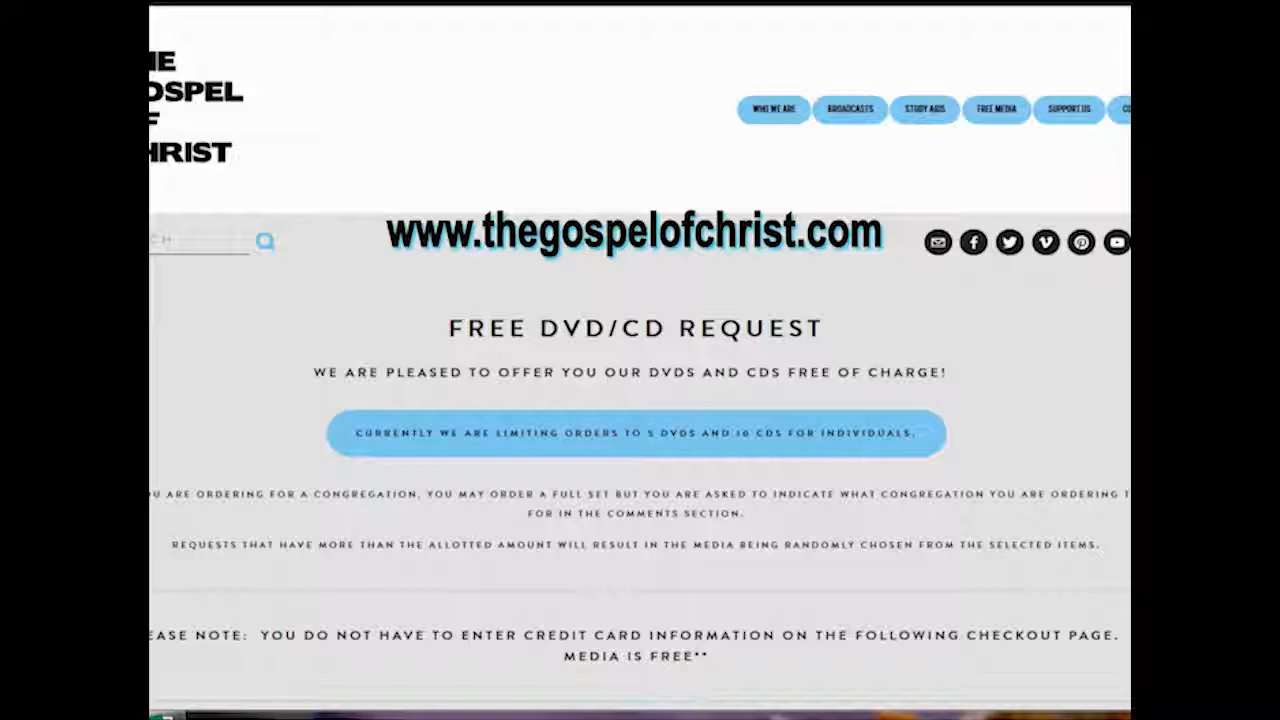 HE
OSPEL
F
HRIST
WHO WE ARE
BROADCASTS
STUDY AIDS
FREE MEDIA
SUPPORT US
CO
CH
www.thegospelofchrist.com
FREE DVD/CD REQUEST
WE ARE PLEASED TO OFFER YOU OUR DVDS AND CDS FREE OF CHARGE!
CURRENTLY WE ARE LIMITING ORDERS TO 5 DVDS AND 10 CDS FOR INDIVIDUALS.
OU ARE ORDERING FOR A CONGREGATION, YOU MAY ORDER A FULL SET BUT YOU ARE ASKED TO INDICATE WHAT CONGREGATION YOU ARE ORDERING T
FOR IN THE COMMENTS SECTION.
REQUESTS THAT HAVE MORE THAN THE ALLOTTED AMOUNT WILL RESULT IN THE MEDIA BEING RANDOMLY CHOSEN FROM THE SELECTED ITEMS.
EASE NOTE: YOU DO NOT HAVE TO ENTER CREDIT CARD INFORMATION ON THE FOLLOWING CHECKOUT PAGE.
MEDIA IS FREE**